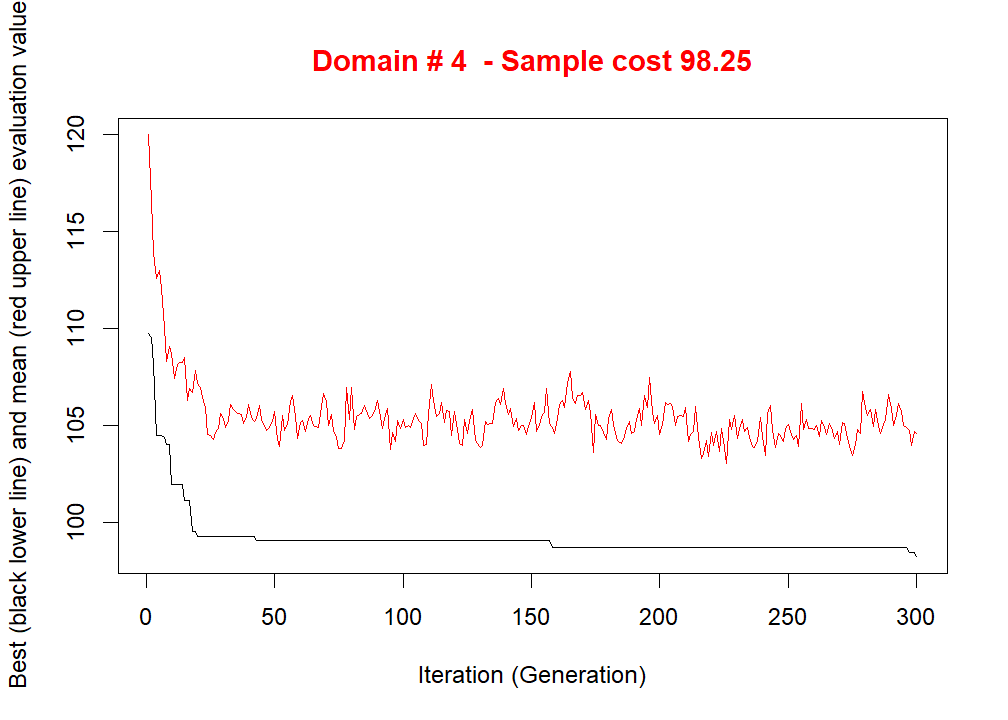 Domain # 4  - Sample cost 98.25
Best (black lower line) and mean (red upper line) evaluation value
120
115
110
105
100
0 50 100 150 200 250 300
Iteration (Generation)